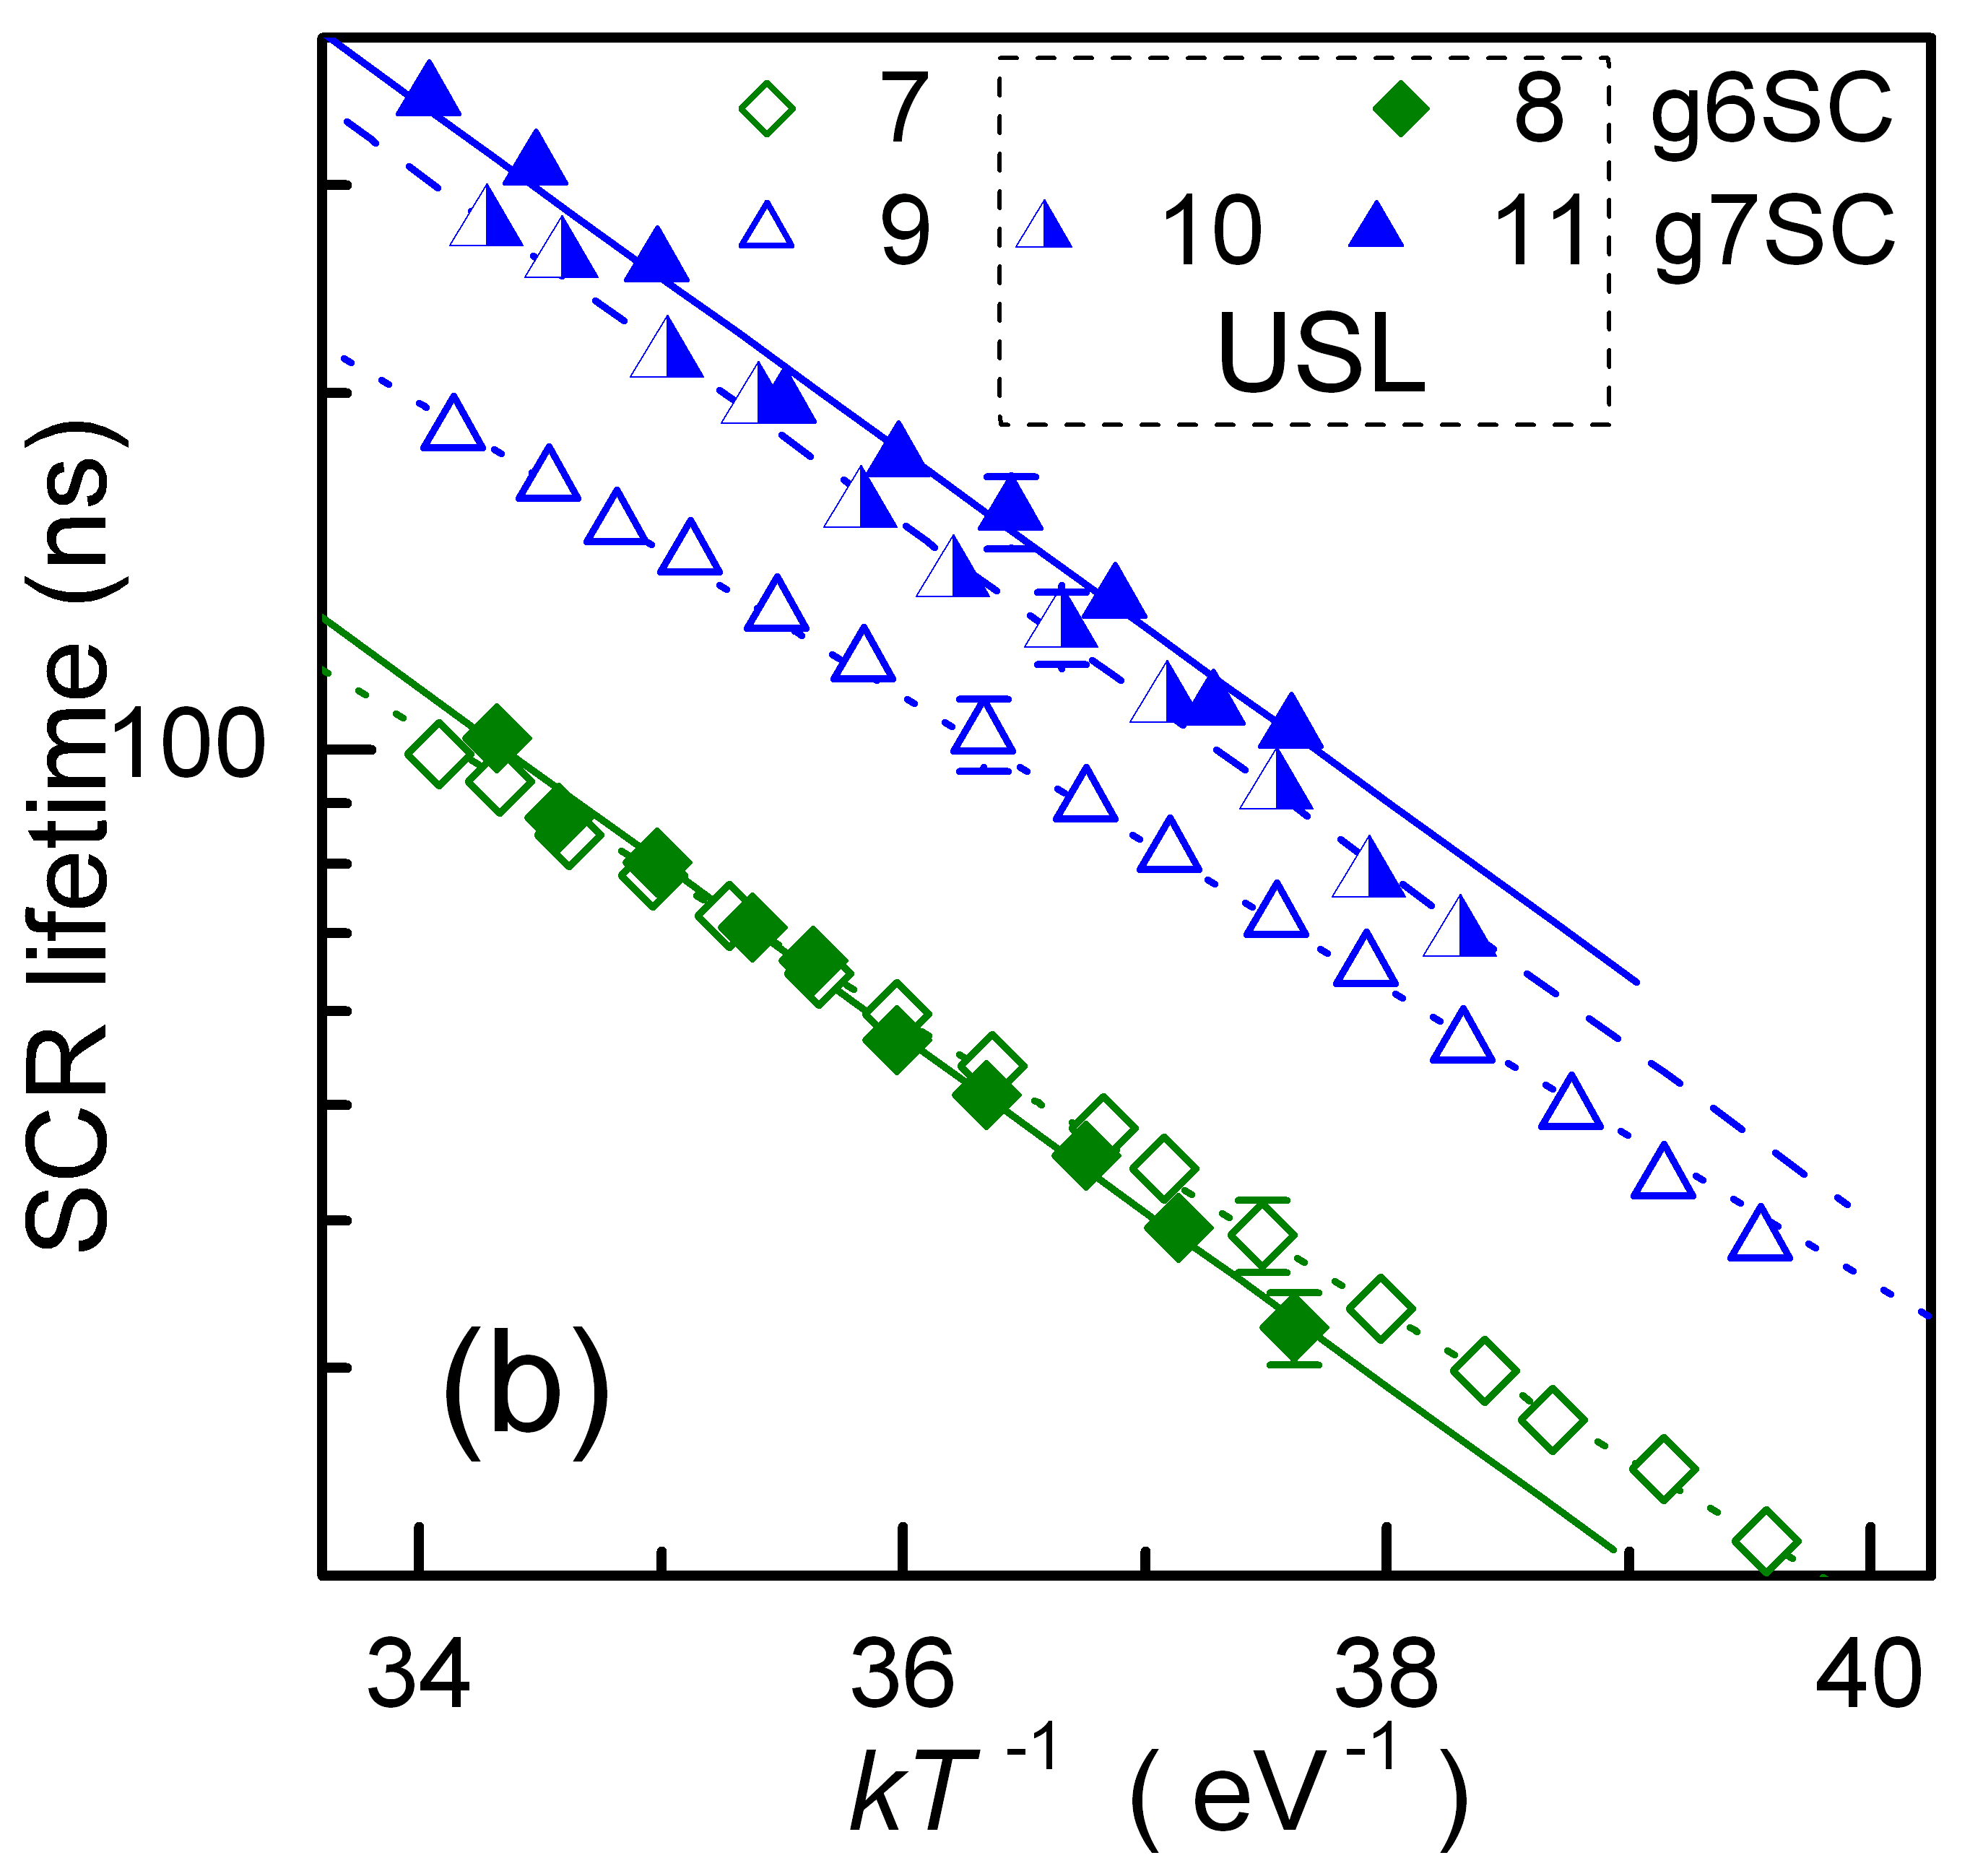 7 8 g6SC
9 10 11 g7SC
USL
SCR lifetime (ns)
100
(b)
34 36 38 40
kT⁻¹ (eV⁻¹)